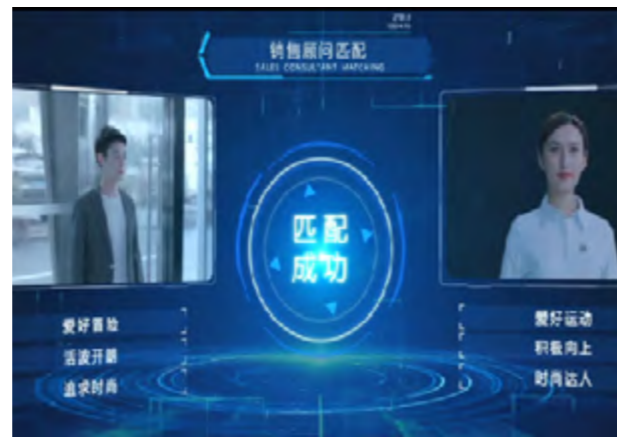 销售顾问匹配
SALES CONSULTANT MATCHING
匹配
成功
爱好冒险
活波开朗
追求时尚
爱好运动
积极向上
时尚达人